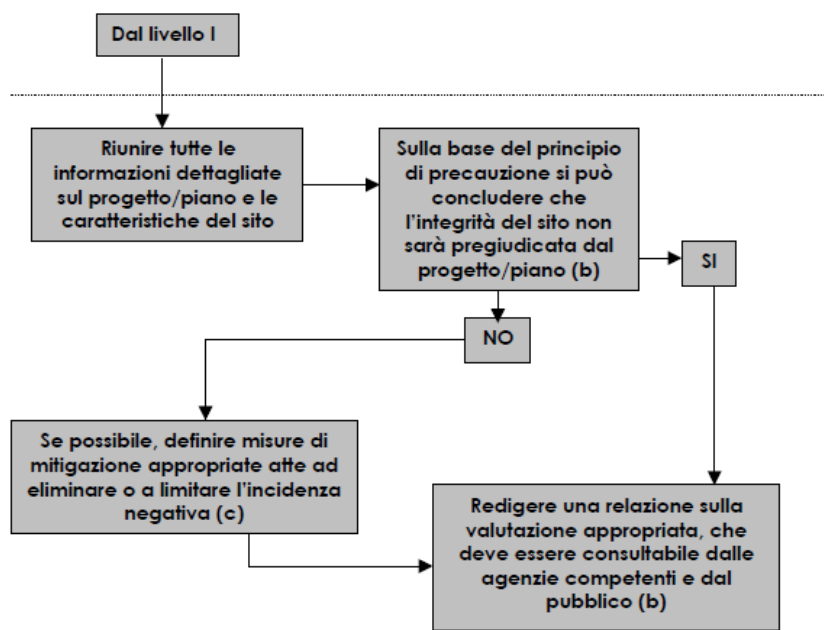 Dal livello I
Riunire tutte le
informazioni dettagliate
sul progetto/piano e le
caratteristiche del sito
Sulla base del principio
di precauzione si può
concludere che
l'integrità del sito non
sarà pregiudicata dal
progetto/piano (b)
SI
NO
Se possibile, definire misure di
mitigazione appropriate atte ad
eliminare o a limitare l'incidenza
negativa (c)
Redigere una relazione sulla
valutazione appropriata, che
deve essere consultabile dalle
agenzie competenti e dal
pubblico (b)